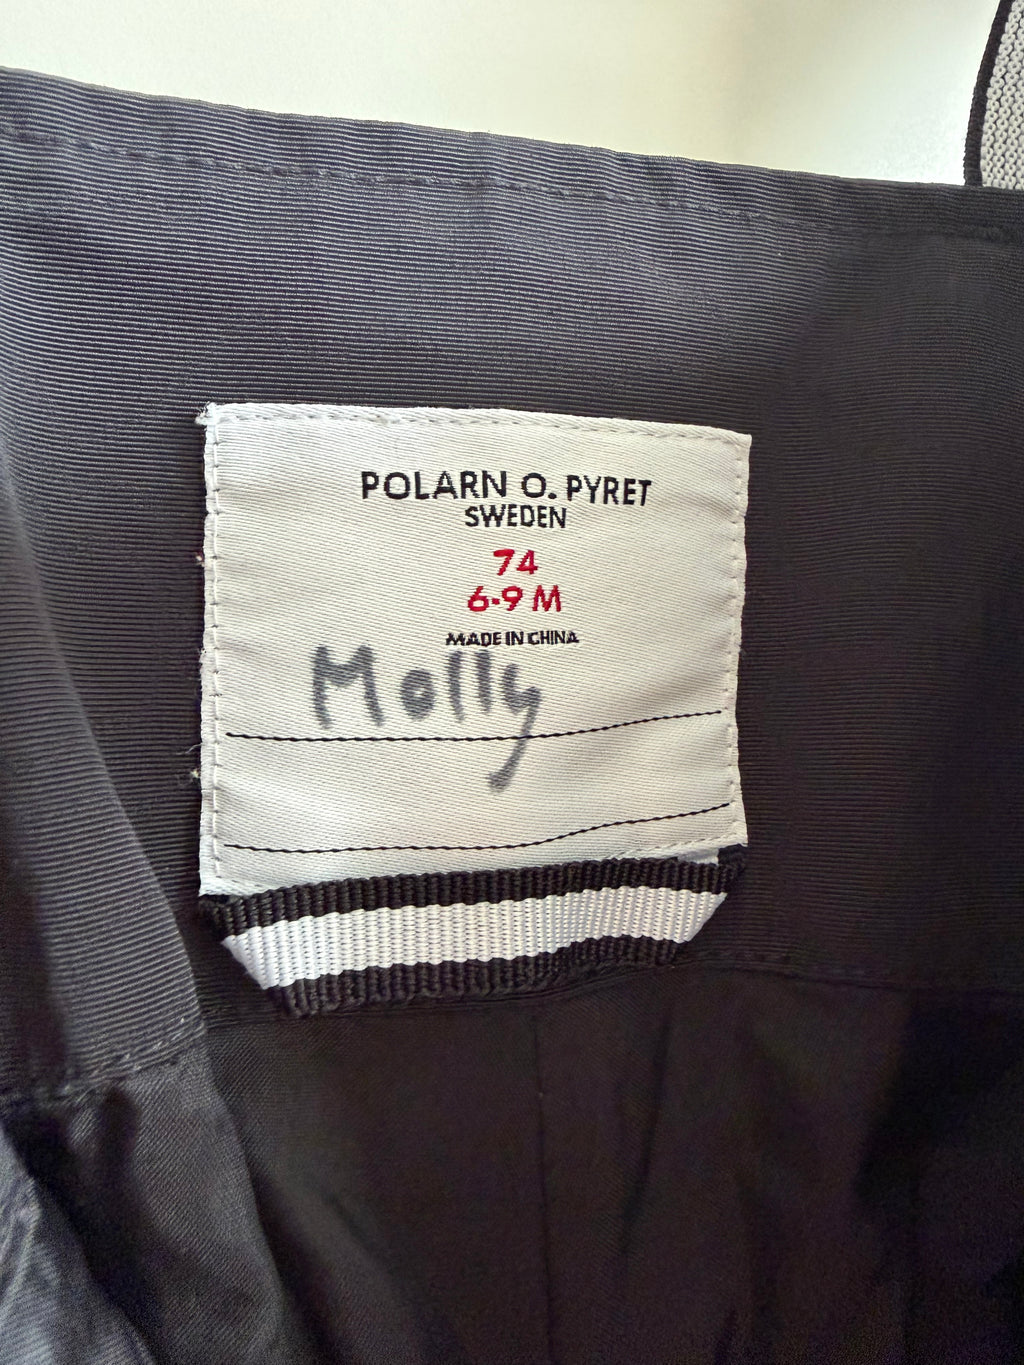 POLARN O. PYRET
SWEDEN
74
6-9 M
MADE IN CHINA
Molly